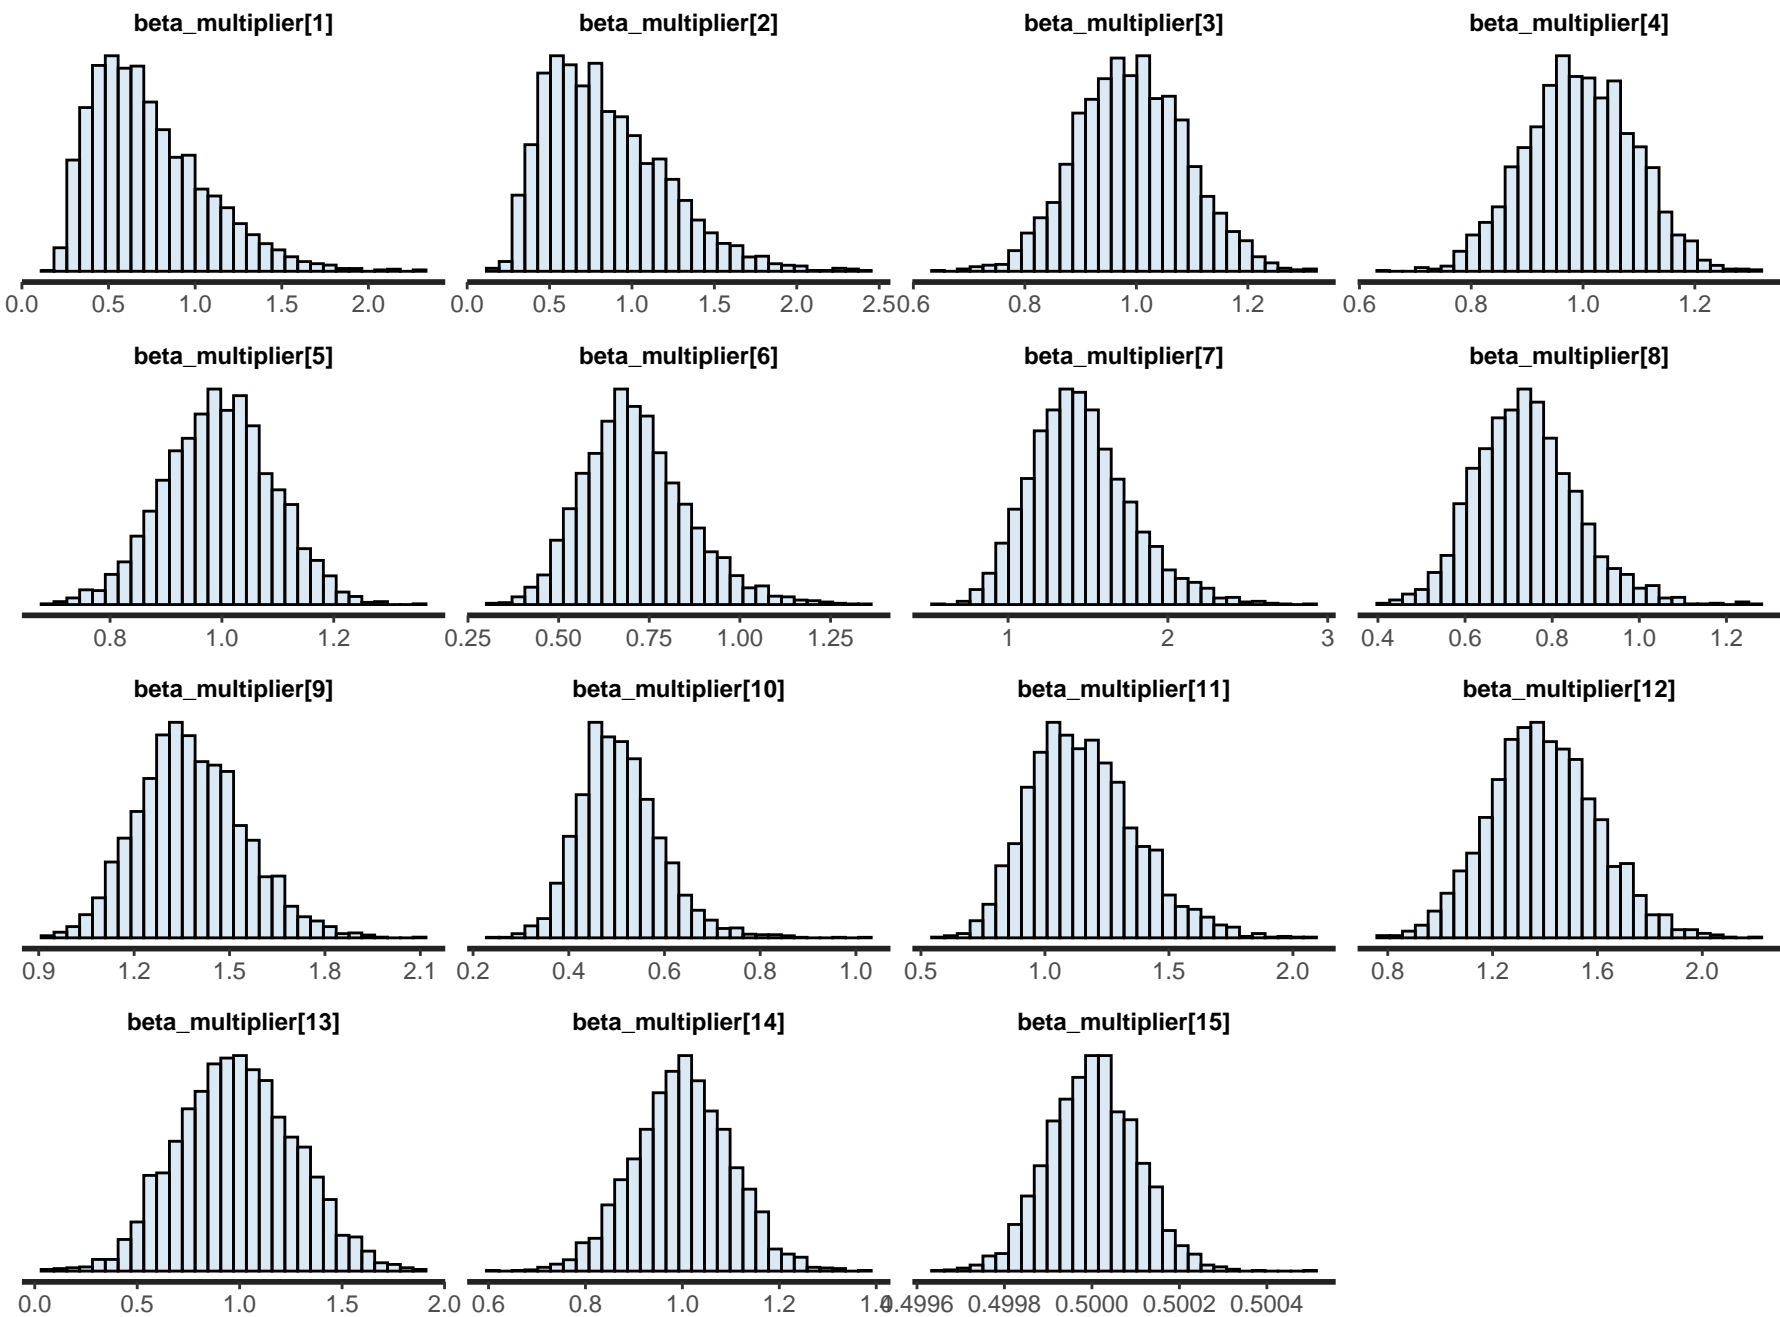 beta_multiplier[1] beta_multiplier[2] beta_multiplier[3] beta_multiplier[4]
0.0 0.5 1.0 1.5 2.0 0.0 0.5 1.0 1.5 2.0 2.5 0.6 0.8 1.0 1.2 0.6 0.8 1.0 1.2
beta_multiplier[5] beta_multiplier[6] beta_multiplier[7] beta_multiplier[8]
0.8 1.0 1.2 0.25 0.50 0.75 1.00 1.25 1 2 3 0.4 0.6 0.8 1.0 1.2
beta_multiplier[9] beta_multiplier[10] beta_multiplier[11] beta_multiplier[12]
0.9 1.2 1.5 1.8 2.1 0.2 0.4 0.6 0.8 1.0 0.5 1.0 1.5 2.0 0.8 1.2 1.6 2.0
beta_multiplier[13] beta_multiplier[14] beta_multiplier[15]
0.0 0.5 1.0 1.5 2.0 0.6 0.8 1.0 1.2 1.4 0.4996 0.4998 0.5000 0.5002 0.5004